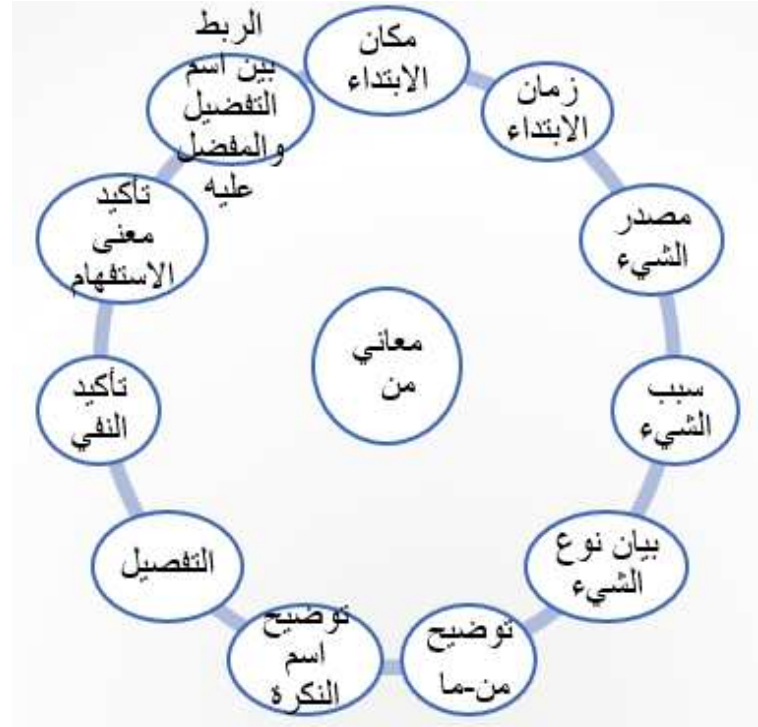 معاني
من
مكان
الابتداء
زمان
الابتداء
مصدر
الشيء
سبب
الشيء
بيان نوع
الشيء
توضيح
من-ما
توضيح
اسم
النكرة
التفصيل
تأكيد
النفي
تأكيد
معنى
الاستفهام
الربط
بين اسم
التفضيل
والمفضل
عليه